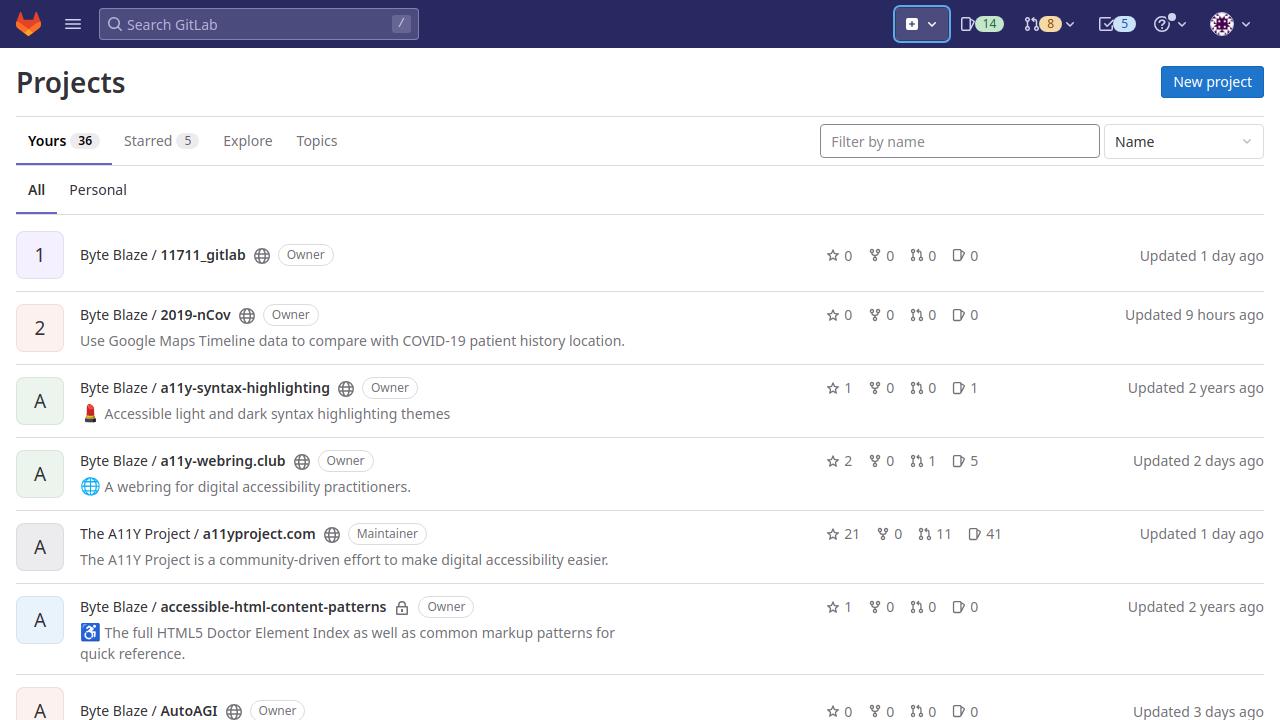 Search GitLab /
14 8 5
Projects
New project
Yours 36 Starred 5 Explore Topics
Filter by name
Name
All Personal
1 Byte Blaze / 11711_gitlab Owner 0 0 0 0 Updated 1 day ago
2 Byte Blaze / 2019-nCov Owner 0 0 0 0 Updated 9 hours ago
Use Google Maps Timeline data to compare with COVID-19 patient history location.
A Byte Blaze / a11y-syntax-highlighting Owner 1 0 0 1 Updated 2 years ago
Accessible light and dark syntax highlighting themes
A Byte Blaze / a11y-webring.club Owner 2 0 1 5 Updated 2 days ago
A webring for digital accessibility practitioners.
A The A11Y Project / a11yproject.com Maintainer 21 0 11 41 Updated 1 day ago
The A11Y Project is a community-driven effort to make digital accessibility easier.
A Byte Blaze / accessible-html-content-patterns Owner 1 0 0 0 Updated 2 years ago
The full HTML5 Doctor Element Index as well as common markup patterns for
quick reference.
A Byte Blaze / AutoAGI Owner 0 0 0 0 Updated 3 days ago